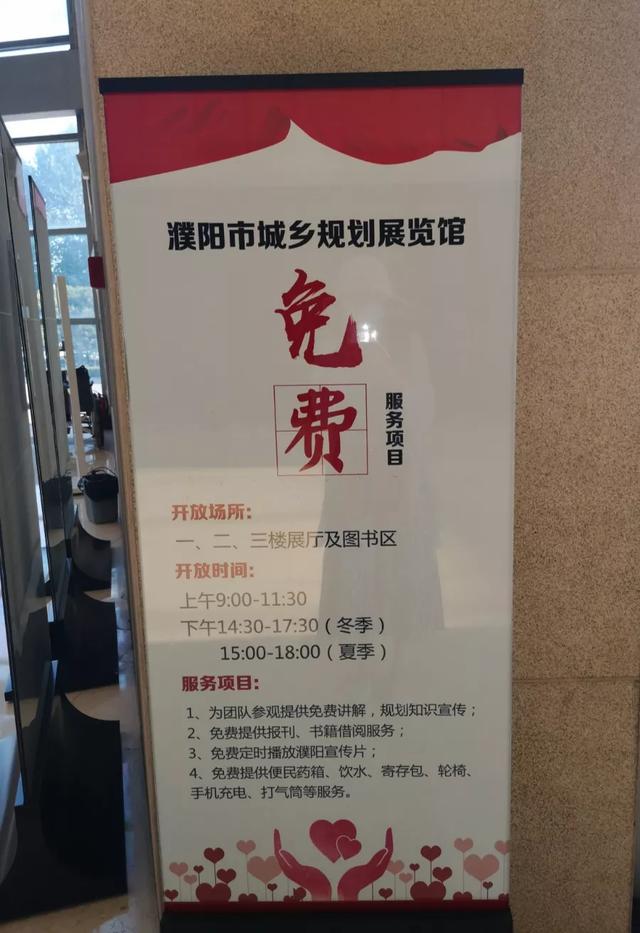 濮阳市城乡规划展览馆
免费
服务项目
开放场所：
一、二、三楼展厅及图书区
开放时间：
上午9:00-11:30
下午14:30-17:30（冬季）
15:00-18:00（夏季）
服务项目：
1、为团队参观提供免费讲解，规划知识宣传；
2、免费提供报刊、书籍借阅服务；
3、免费定时播放濮阳宣传片；
4、免费提供便民药箱、饮水、寄存包、轮椅、
手机充电、打气筒等服务。